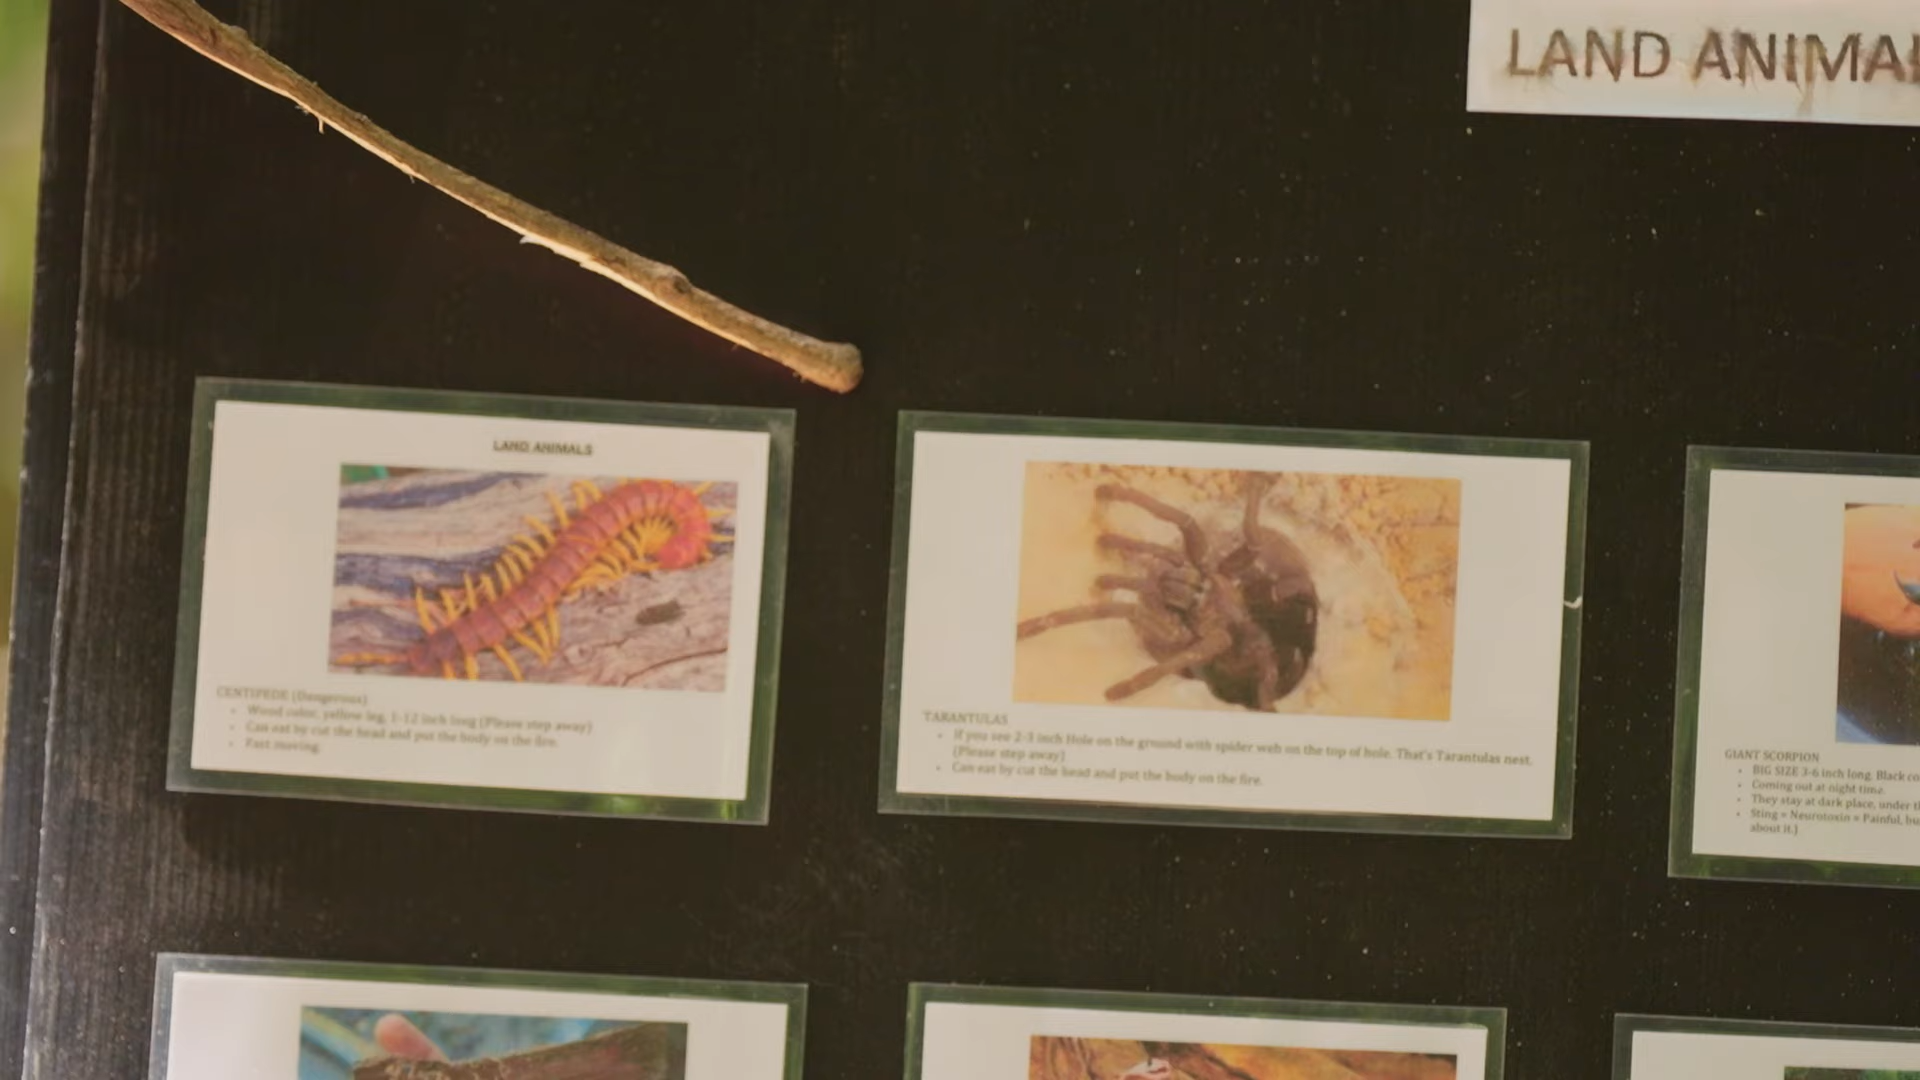 LAND ANIMAL
LAND ANIMALS
CENTIPEDE (Dangerous)
• Wood color, yellow leg, 1-12 inch long (Please step away)
• Can eat by cut the head and put the body on the fire.
• Fast moving.
TARANTULAS
• If you see 2-3 inch Hole on the ground with spider web on the top of hole. That's Tarantulas nest.
(Please step away)
• Can eat by cut the head and put the body on the fire.
GIANT SCORPION
• BIG SIZE 3-6 inch long. Black
• Coming out at night time.
• They stay at dark place, under
• Sting = Neurotoxin = Painful,
about it.)